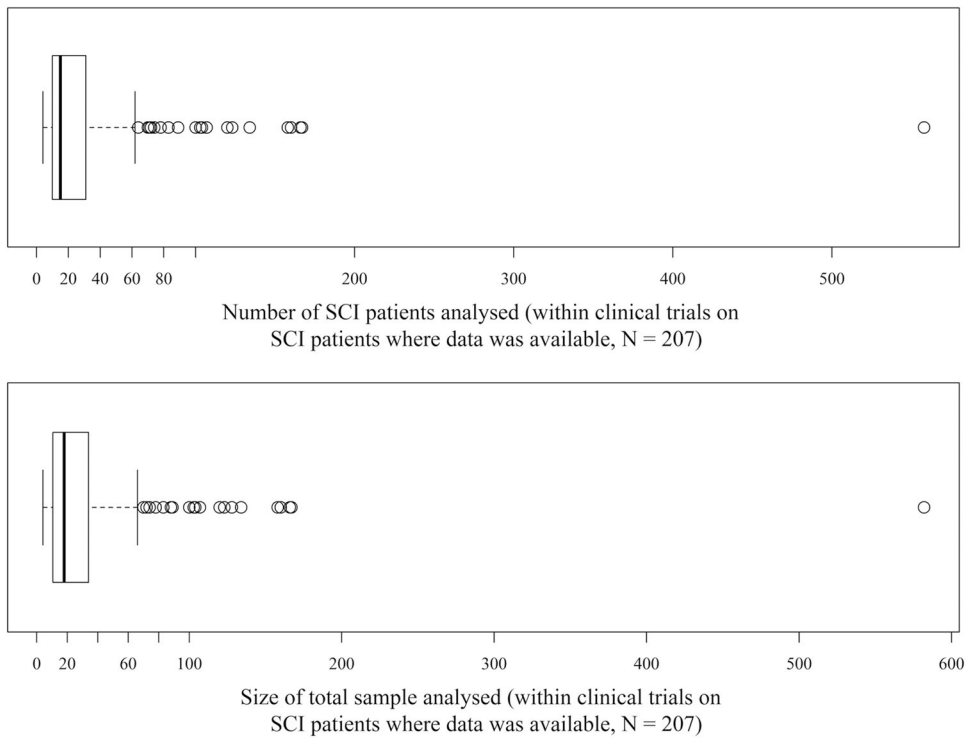 0 20 40 60 80 200 300 400 500
Number of SCI patients analysed (within clinical trials on
SCI patients where data was available, N = 207)
0 20 60 100 200 300 400 500 600
Size of total sample analysed (within clinical trials on
SCI patients where data was available, N = 207)